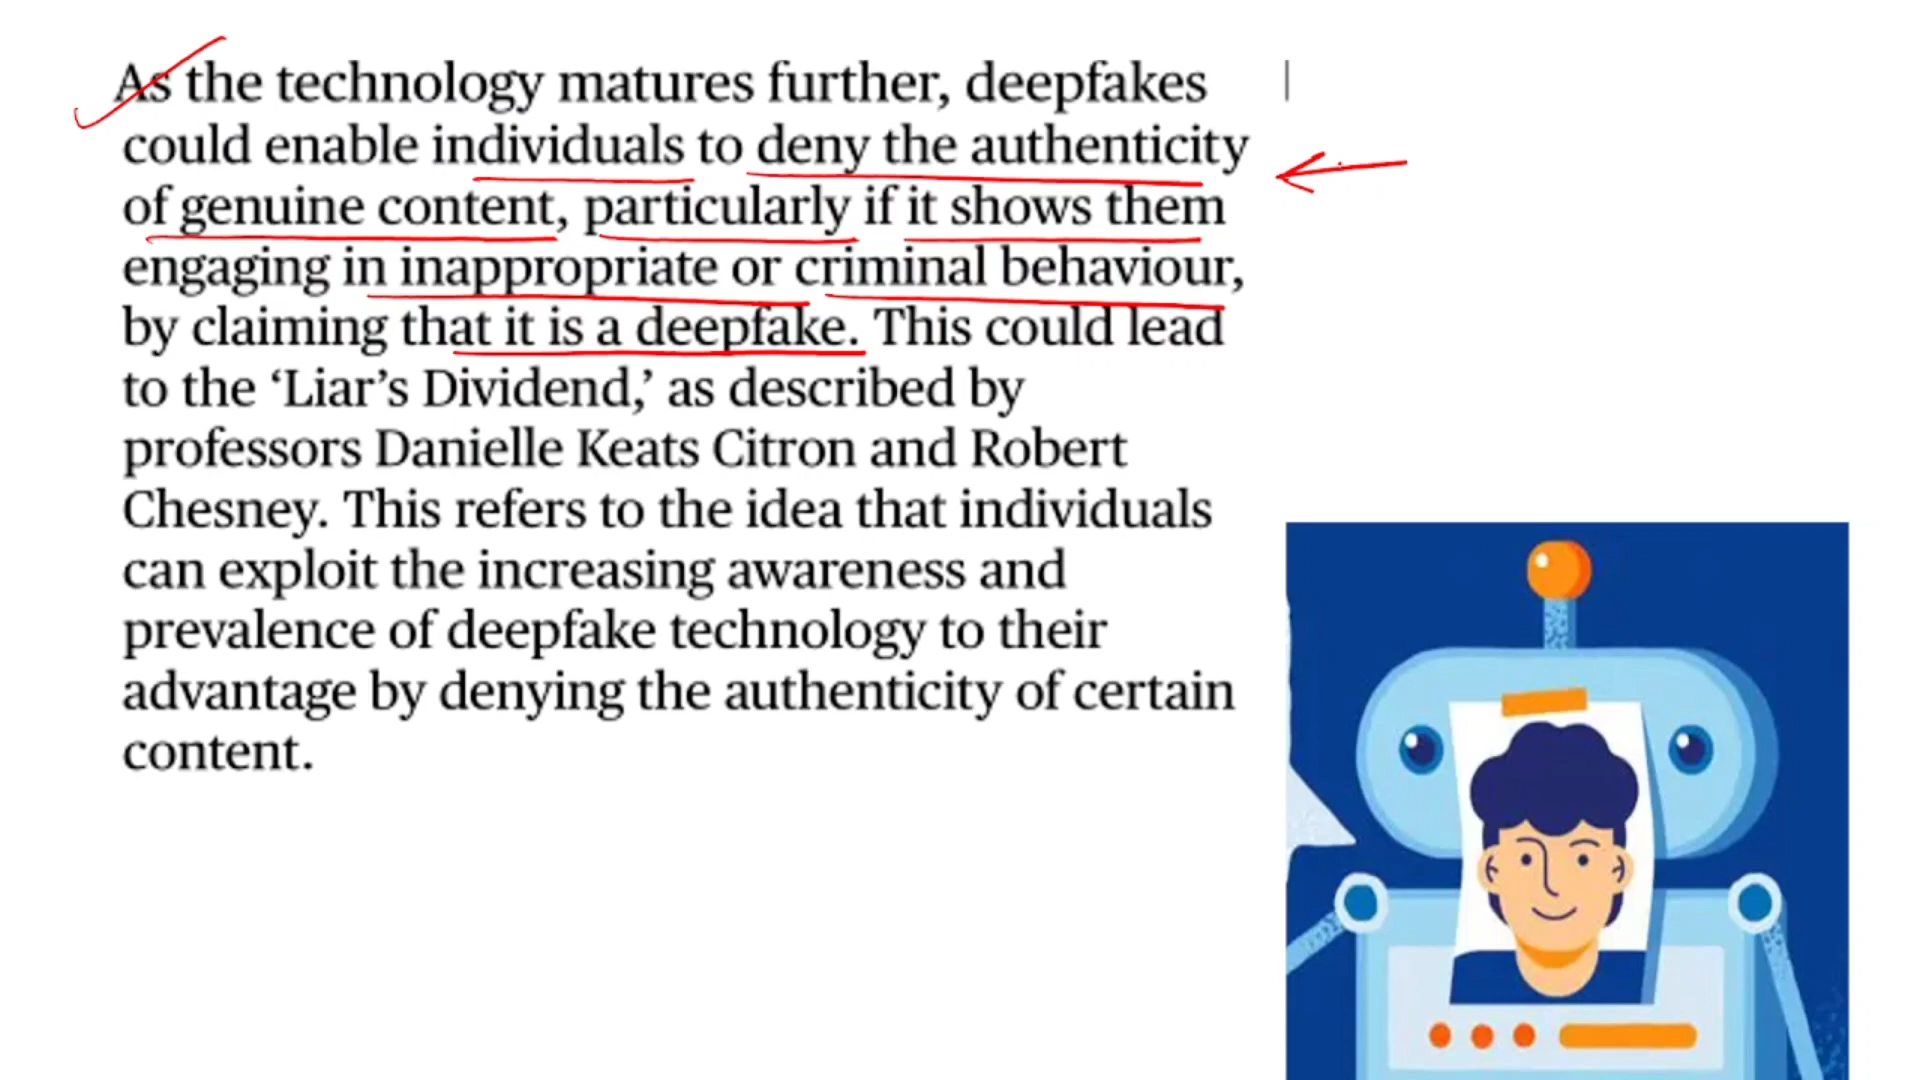 As the technology matures further, deepfakes
could enable individuals to deny the authenticity
of genuine content, particularly if it shows them
engaging in inappropriate or criminal behaviour,
by claiming that it is a deepfake. This could lead
to the ‘Liar’s Dividend,’ as described by
professors Danielle Keats Citron and Robert
Chesney. This refers to the idea that individuals
can exploit the increasing awareness and
prevalence of deepfake technology to their
advantage by denying the authenticity of certain
content.